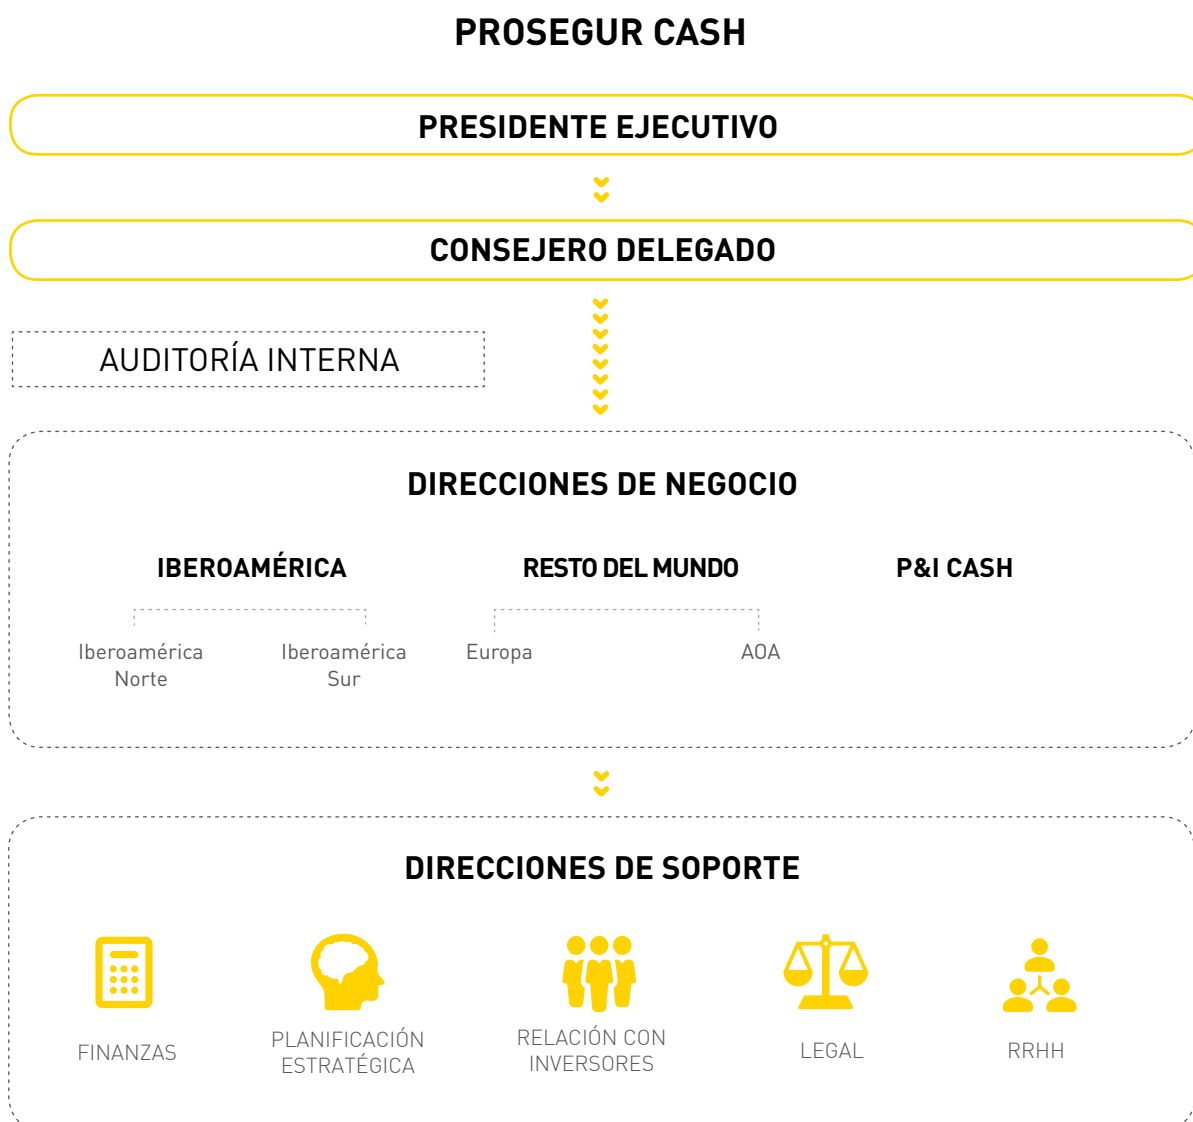 PROSEGUR CASH
PRESIDENTE EJECUTIVO
CONSEJERO DELEGADO
AUDITORÍA INTERNA
DIRECCIONES DE NEGOCIO
IBEROAMÉRICA
Iberoamérica
Norte
Iberoamérica
Sur
RESTO DEL MUNDO
Europa
AOA
P&I CASH
DIRECCIONES DE SOPORTE
FINANZAS
PLANIFICACIÓN
ESTRATÉGICA
RELACIÓN CON
INVERSORES
LEGAL
RRHH